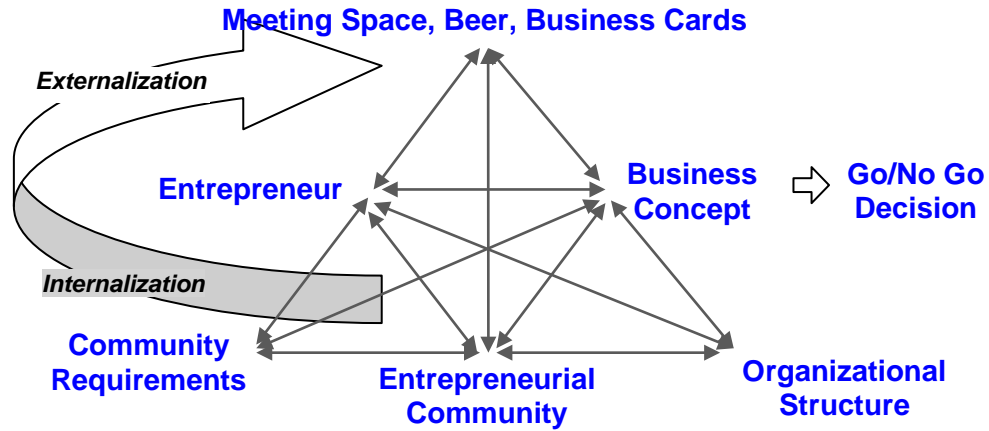 Meeting Space, Beer, Business Cards
Externalization
Entrepreneur
Business
Concept
Go/No Go
Decision
Internalization
Community
Requirements
Entrepreneurial
Community
Organizational
Structure